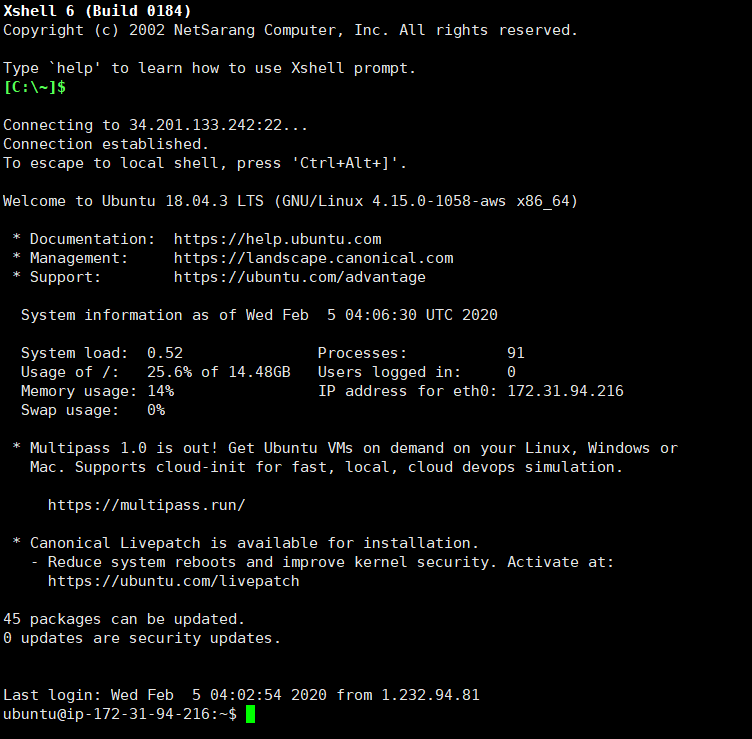 Xshell 6 (Build 0184)
Copyright (c) 2002 NetSarang Computer, Inc. All rights reserved.
Type `help' to learn how to use Xshell prompt.
[C:\~]$
Connecting to 34.201.133.242:22...
Connection established.
To escape to local shell, press 'Ctrl+Alt+]'.
Welcome to Ubuntu 18.04.3 LTS (GNU/Linux 4.15.0-1058-aws x86_64)
 * Documentation:  https://help.ubuntu.com
 * Management:     https://landscape.canonical.com
 * Support:        https://ubuntu.com/advantage
  System information as of Wed Feb  5 04:06:30 UTC 2020
  System load:  0.52               Processes:           91
  Usage of /:   25.6% of 14.48GB   Users logged in:     0
  Memory usage: 14%                IP address for eth0: 172.31.94.216
  Swap usage:   0%
 * Multipass 1.0 is out! Get Ubuntu VMs on demand on your Linux, Windows or
   Mac. Supports cloud-init for fast, local, cloud devops simulation.
     https://multipass.run/
 * Canonical Livepatch is available for installation.
   - Reduce system reboots and improve kernel security. Activate at:
     https://ubuntu.com/livepatch
45 packages can be updated.
0 updates are security updates.
Last login: Wed Feb  5 04:02:54 2020 from 1.232.94.81
ubuntu@ip-172-31-94-216:~$